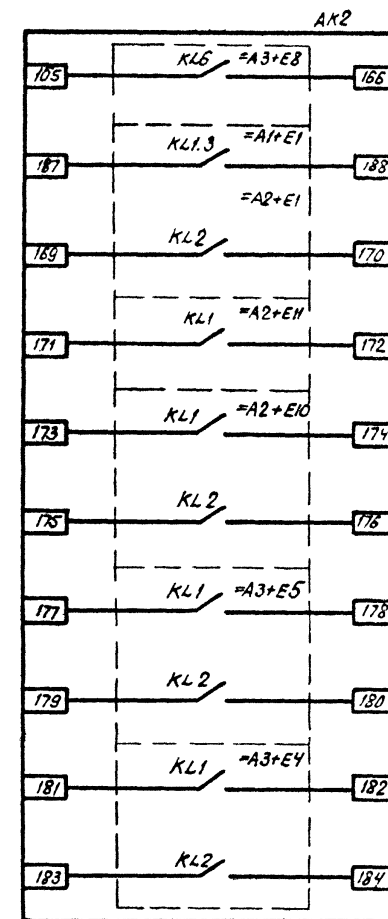 АК2
165 KL6 =A3+E8 166
187 KL1.3 =A1+E1 188
=A2+E1
169 KL2 170
171 KL1 =A2+E11 172
173 KL1 =A2+E10 174
175 KL2 176
177 KL1 =A3+E5 178
179 KL2 180
181 KL1 =A3+E4 182
183 KL2 184